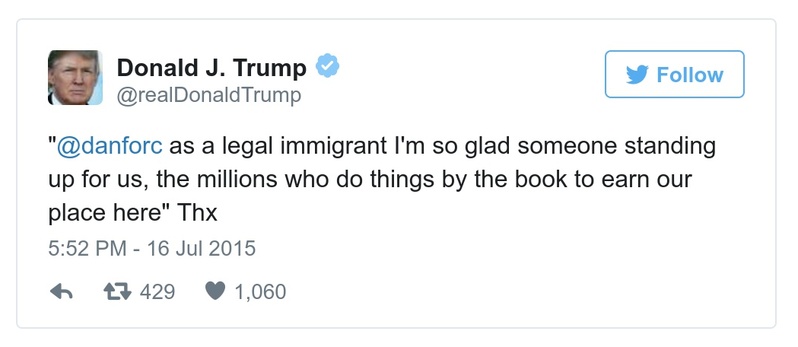 Donald J. Trump
@realDonaldTrump
Follow
"@danforc as a legal immigrant I'm so glad someone standing
up for us, the millions who do things by the book to earn our
place here" Thx
5:52 PM - 16 Jul 2015
429 1,060